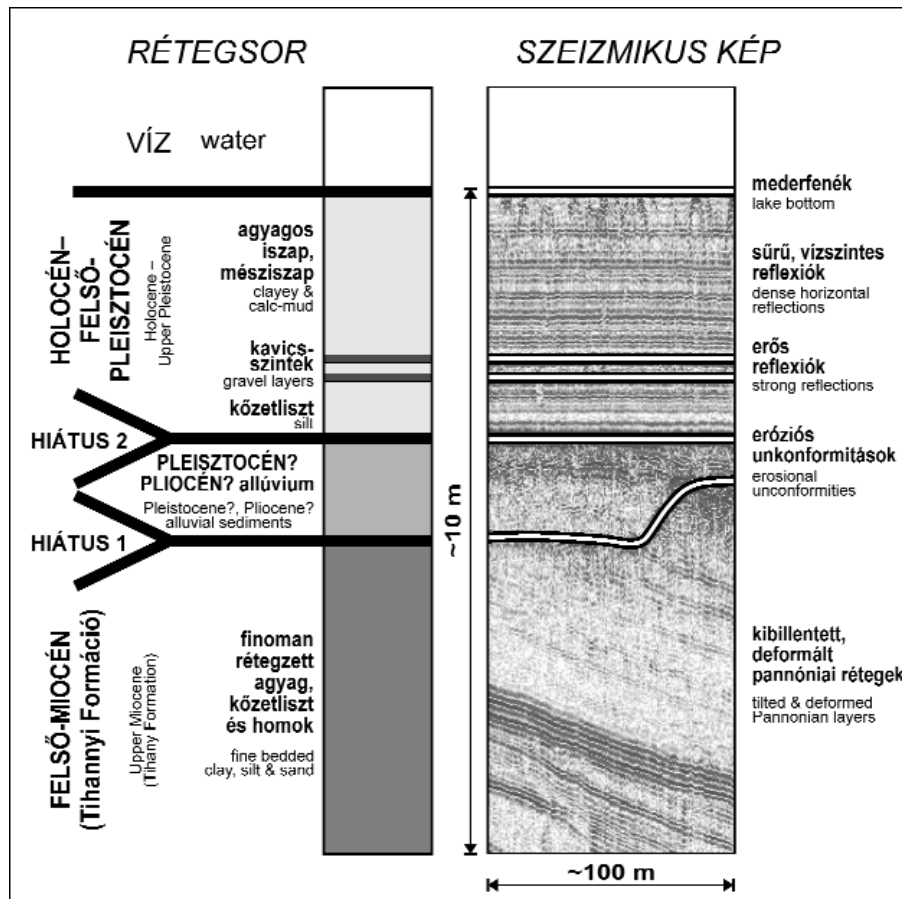 RÉTEGSOR
SZEIZMIKUS KÉP
VÍZ water
HOLOCÉN–
FELSŐ-
PLEISZTOCÉN
Holocene –
Upper Pleistocene
agyagos
iszap,
mésziszap
clayey &
calc-mud
kavics-
szintek
gravel layers
kőzetliszt
silt
HIÁTUS 2
PLEISZTOCÉN?
PLIOCÉN? allúvium
Pleistocene?, Pliocene?
alluvial sediments
HIÁTUS 1
FELSŐ-MIOCÉN
(Tihannyi Formáció)
Upper Miocene
(Tihany Formation)
finoman
rétegzett
agyag,
kőzetliszt
és homok
fine bedded
clay, silt & sand
~10 m
mederfenék
lake bottom
sűrű, vízszintes
reflexiók
dense horizontal
reflections
erős
reflexiók
strong reflections
eróziós
unkonformitások
erosional
unconformities
kibillentett,
deformált
pannóniai rétegek
tilted & deformed
Pannonian layers
~100 m